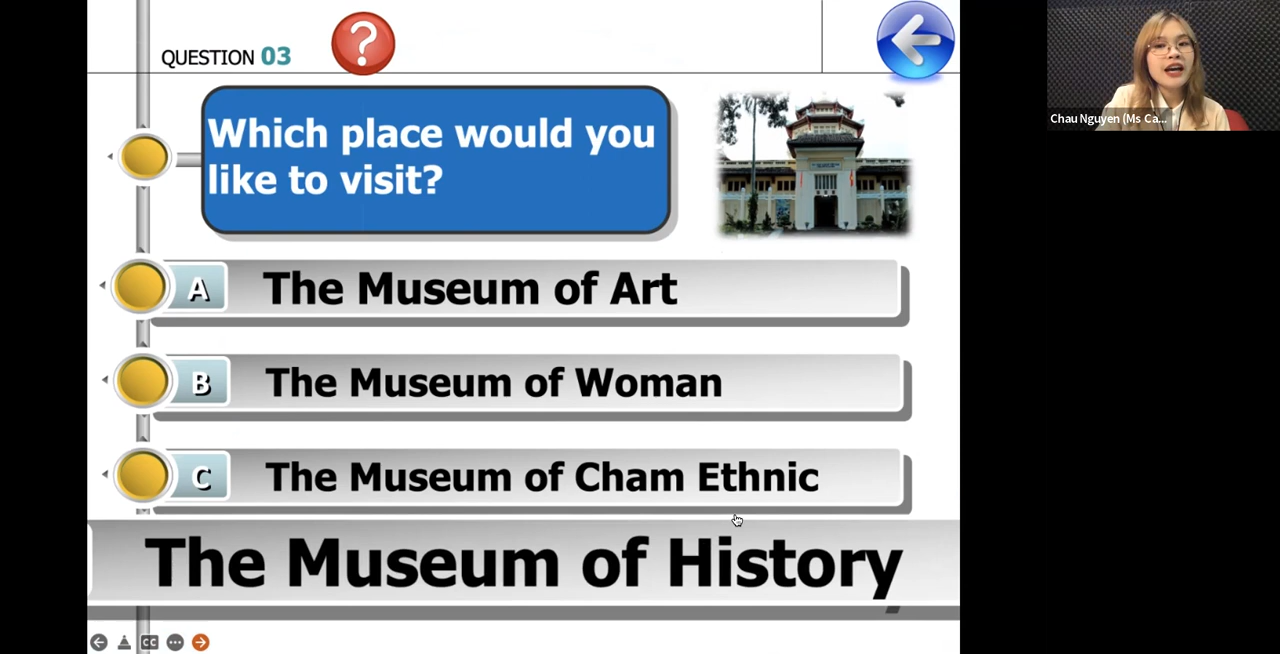 QUESTION 03
?
Which place would you
like to visit?
A The Museum of Art
B The Museum of Woman
C The Museum of Cham Ethnic
The Museum of History
CC
Chau Nguyen (Ms Ca...